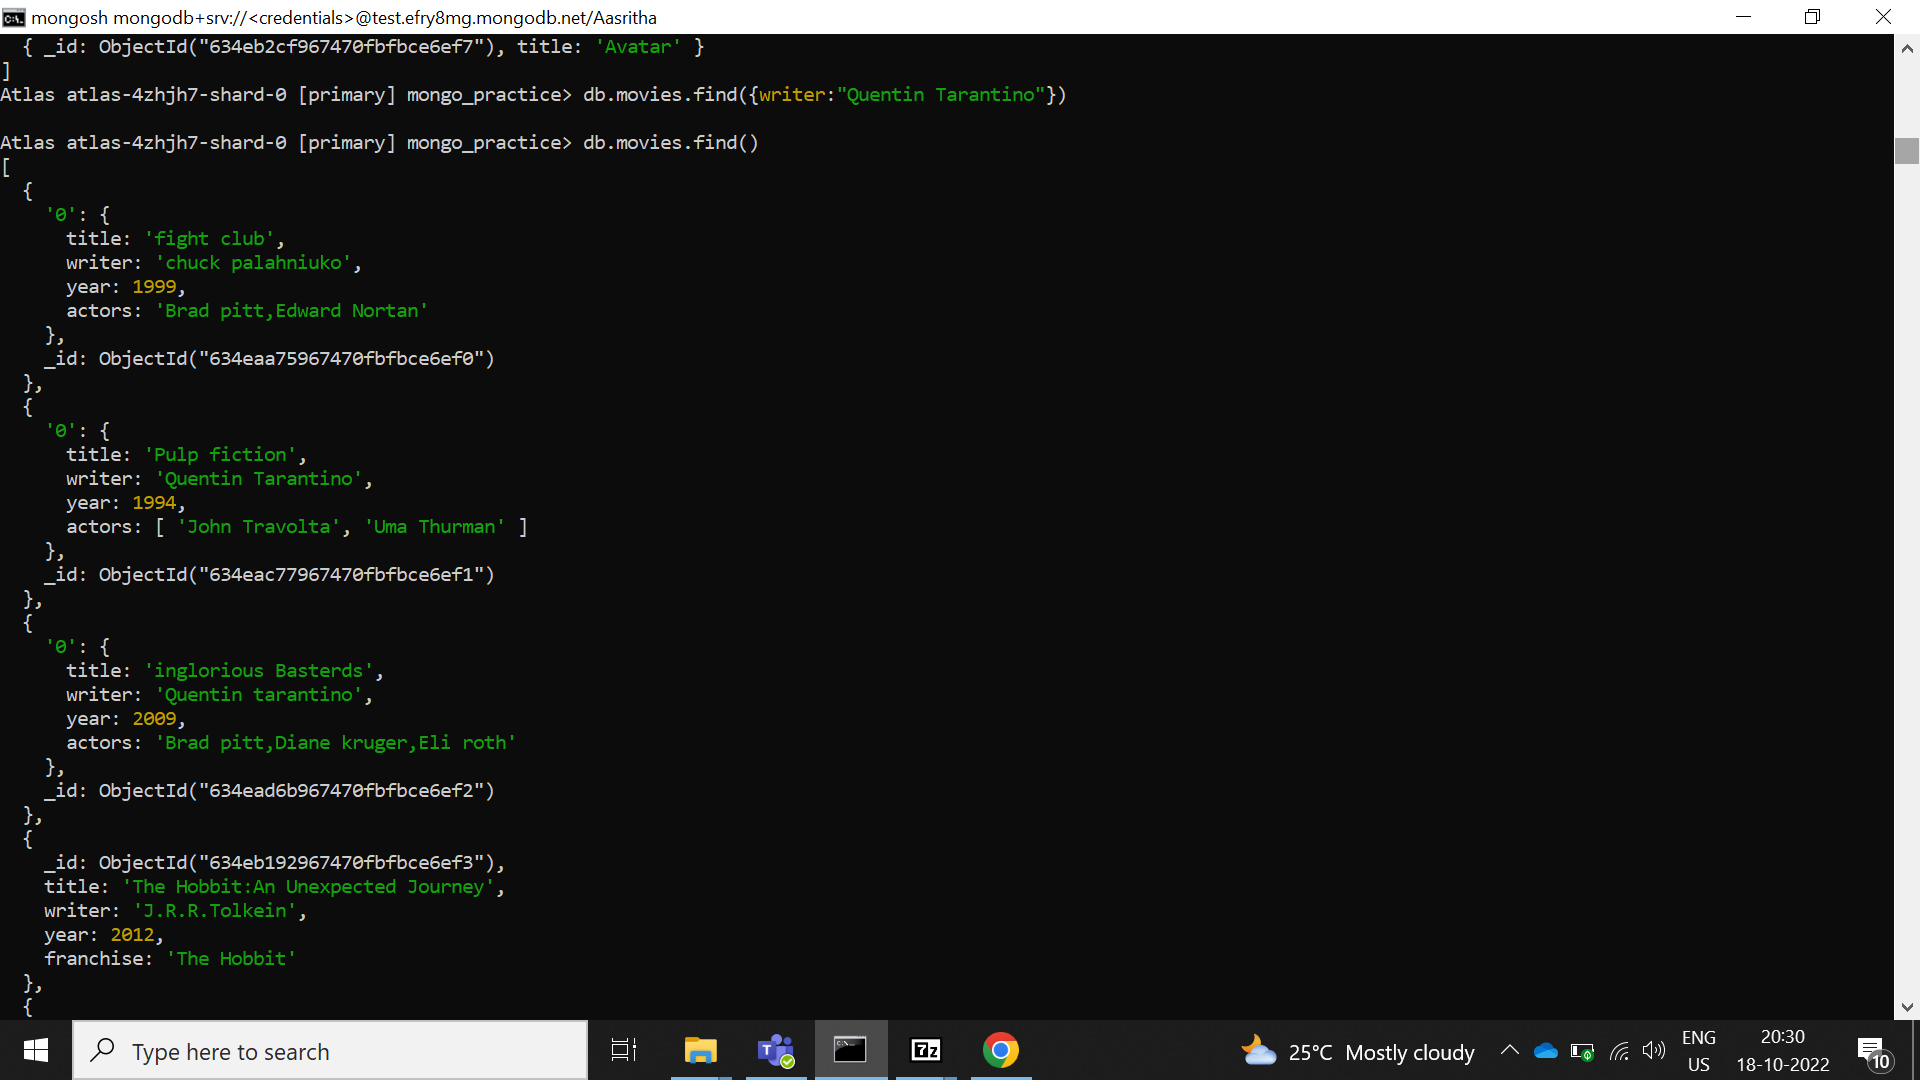 mongosh mongodb+srv://<credentials>@test.efry8mg.mongodb.net/Aasritha
{ _id: ObjectId("634eb2cf967470fbfbce6ef7"), title: 'Avatar' }
]
Atlas atlas-4zhjh7-shard-0 [primary] mongo_practice> db.movies.find({writer:"Quentin Tarantino"})
Atlas atlas-4zhjh7-shard-0 [primary] mongo_practice> db.movies.find()
[
{
'0': {
title: 'fight club',
writer: 'chuck palahniuko',
year: 1999,
actors: 'Brad pitt,Edward Nortan'
},
_id: ObjectId("634eaa75967470fbfbce6ef0")
},
{
'0': {
title: 'Pulp fiction',
writer: 'Quentin Tarantino',
year: 1994,
actors: [ 'John Travolta', 'Uma Thurman' ]
},
_id: ObjectId("634eac77967470fbfbce6ef1")
},
{
'0': {
title: 'inglorious Basterds',
writer: 'Quentin tarantino',
year: 2009,
actors: 'Brad pitt,Diane kruger,Eli roth'
},
_id: ObjectId("634ead6b967470fbfbce6ef2")
},
{
_id: ObjectId("634eb192967470fbfbce6ef3"),
title: 'The Hobbit:An Unexpected Journey',
writer: 'J.R.R.Tolkein',
year: 2012,
franchise: 'The Hobbit'
},
{
Type here to search
25°C Mostly cloudy
ENG
US
20:30
18-10-2022
10